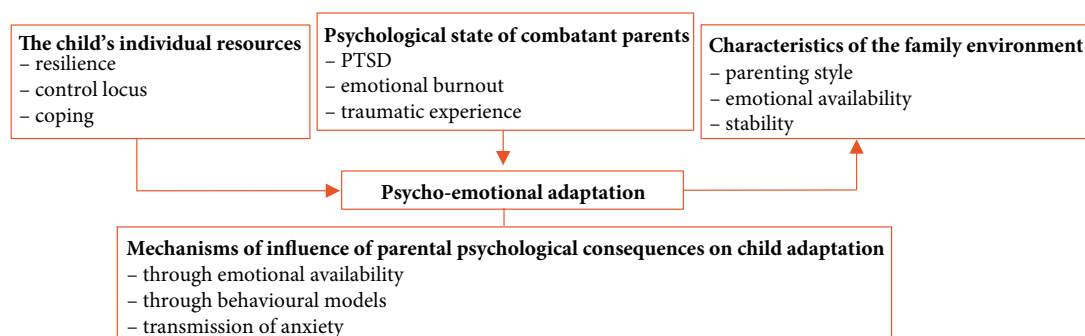 The child's individual resources
– resilience
– control locus
– coping
Psychological state of combatant parents
– PTSD
– emotional burnout
– traumatic experience
Characteristics of the family environment
– parenting style
– emotional availability
– stability
Psycho-emotional adaptation
Mechanisms of influence of parental psychological consequences on child adaptation
– through emotional availability
– through behavioural models
– transmission of anxiety